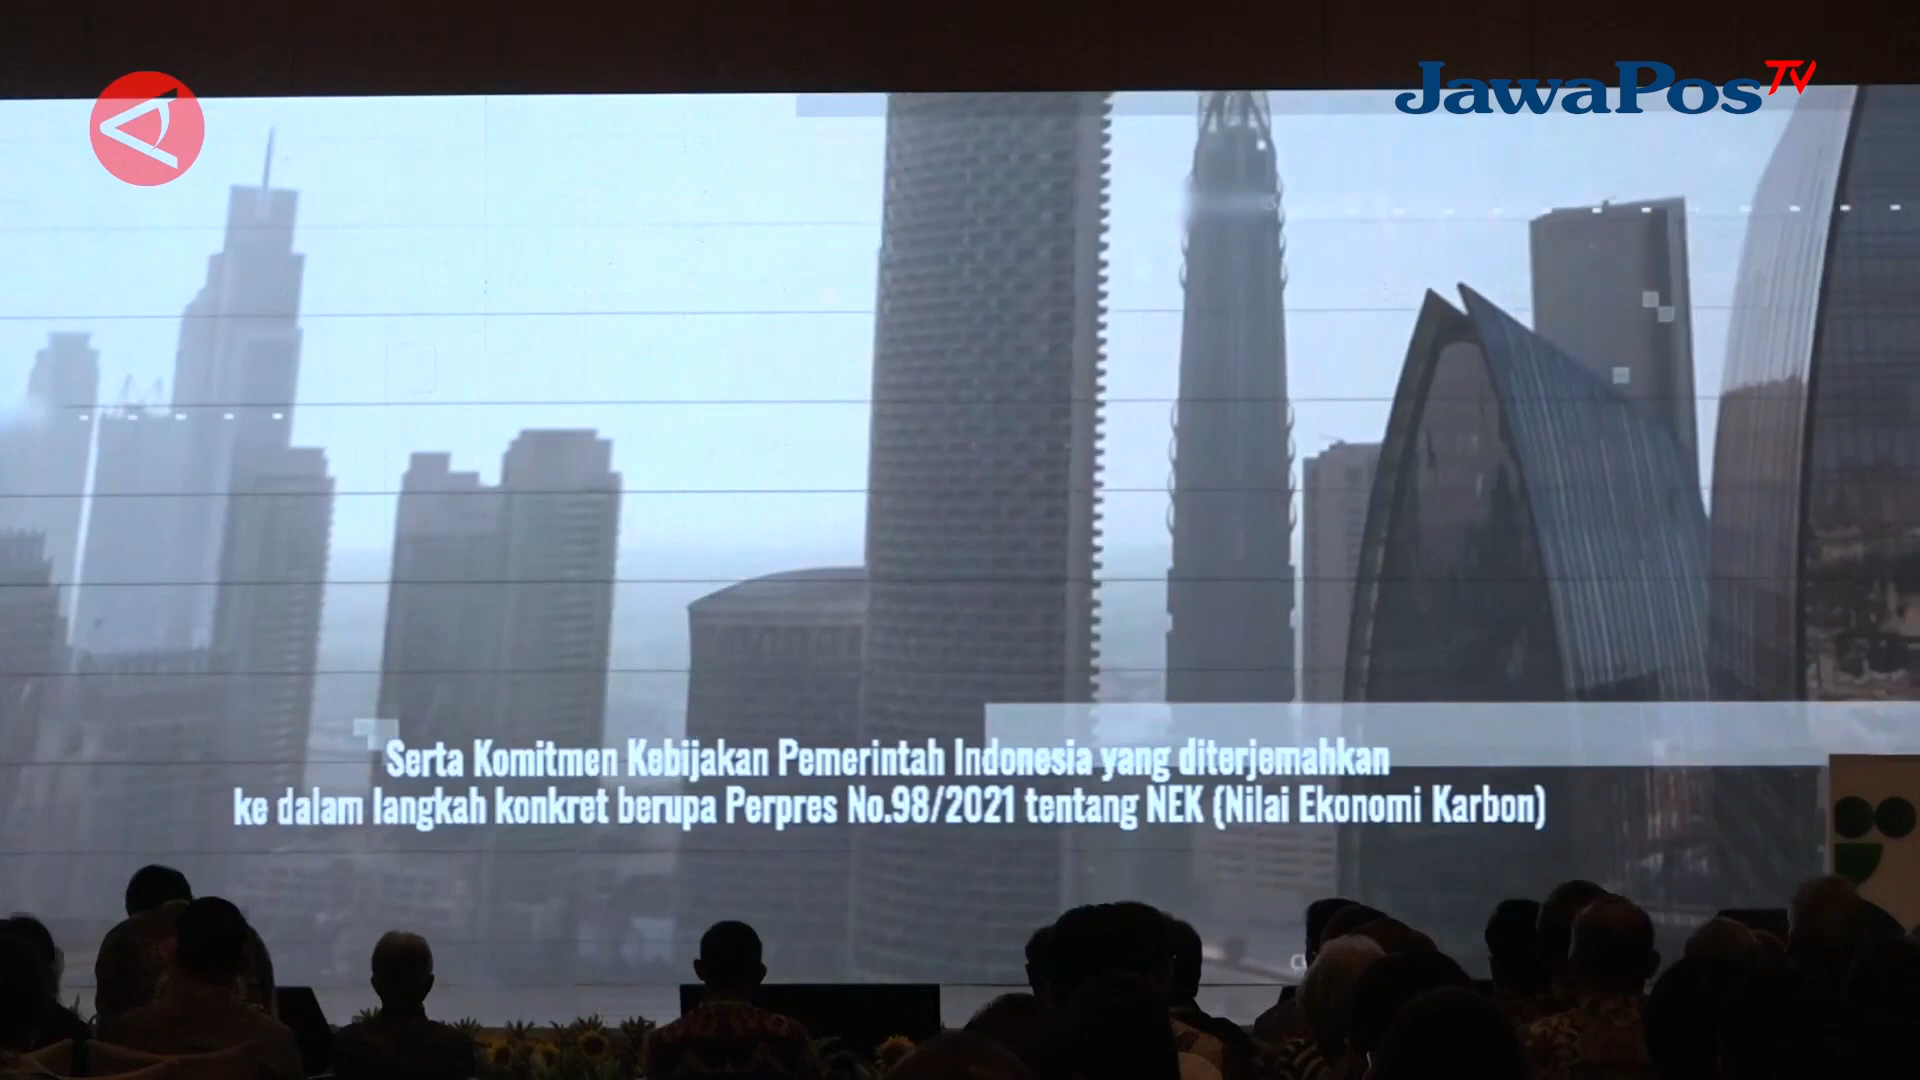 JawaPos TV
Serta Komitmen Kebijakan Pemerintah Indonesia yang diterjemahkan
ke dalam langkah konkret berupa Perpres No.98/2021 tentang NEK (Nilai Ekonomi Karbon)